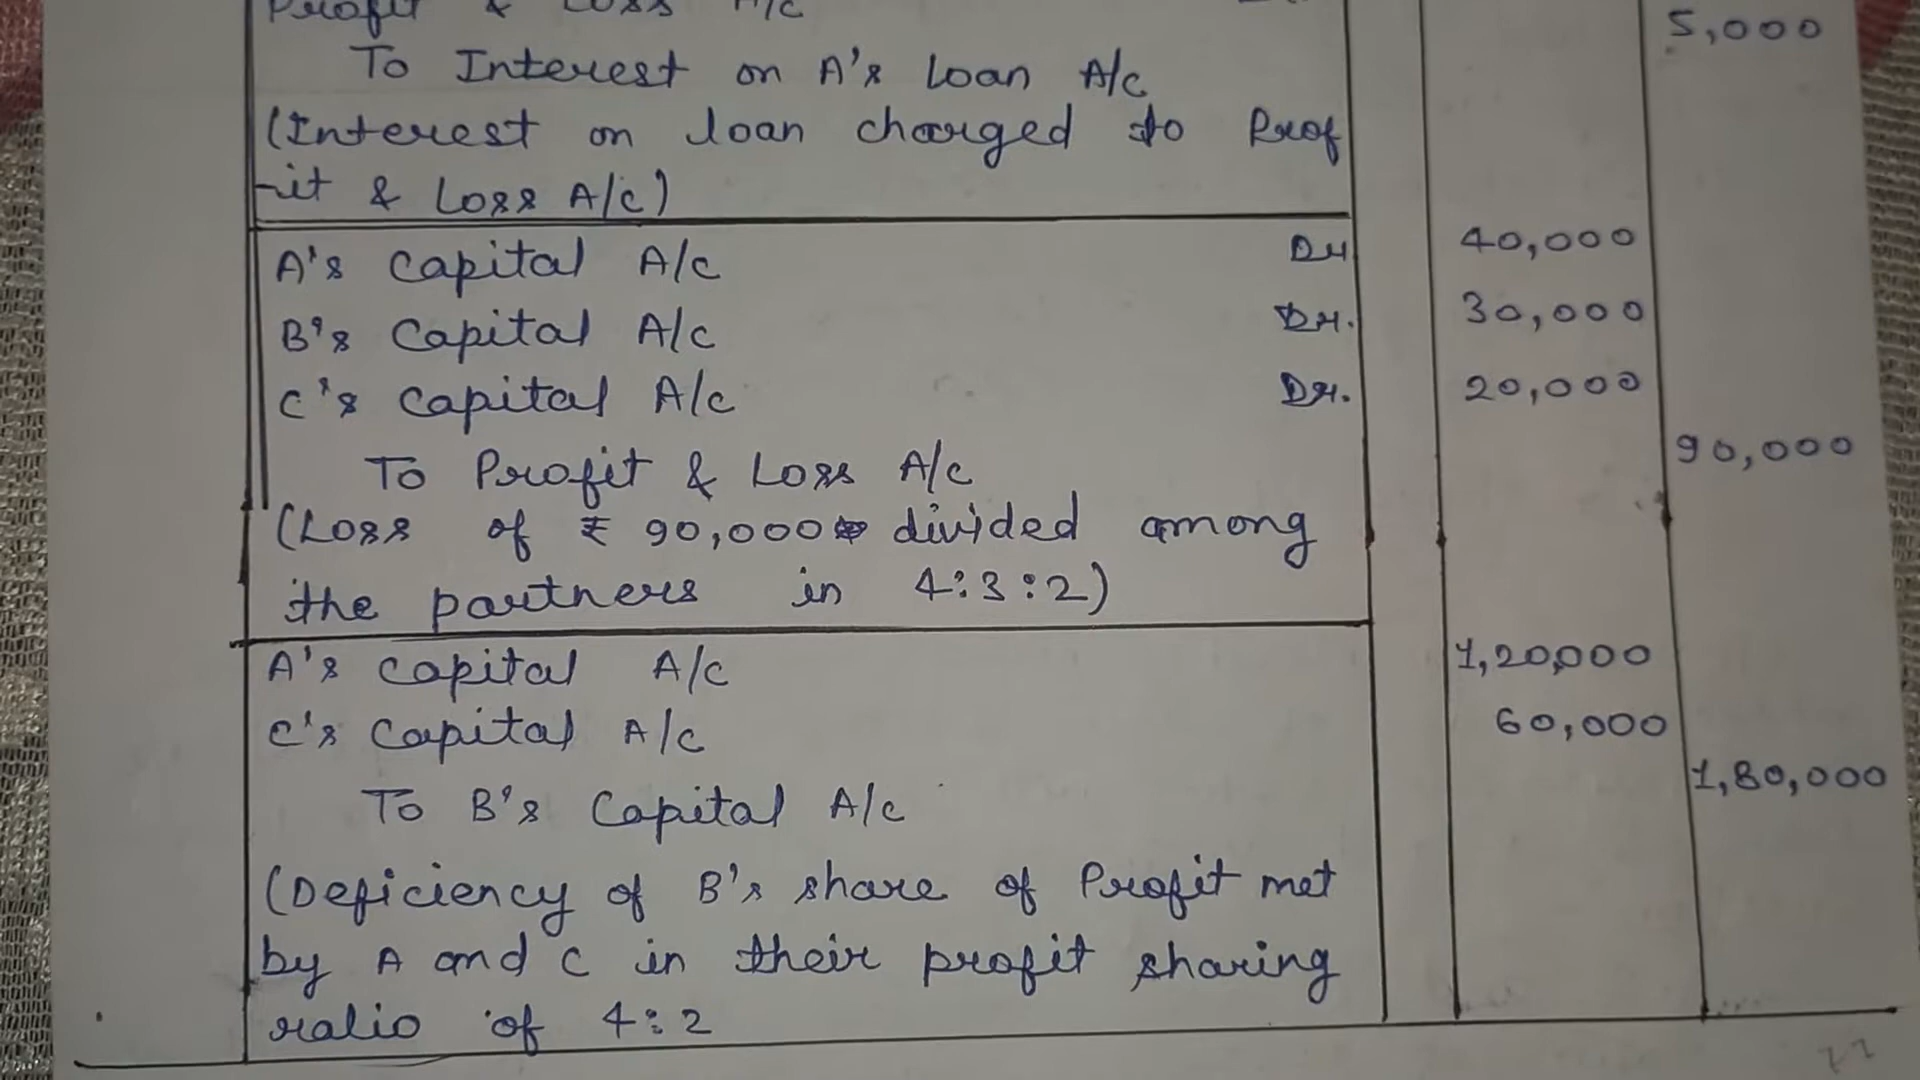 Profit & Loss A/c
5,000
To Interest on A's Loan A/c
(Interest on loan charged to Prof
-it & Loss A/c)
A's Capital A/c Dr 40,000
B's Capital A/c Dr. 30,000
C's Capital A/c Dr. 20,000
To Profit & Loss A/c 90,000
(Loss of ₹ 90,000 divided among
the partners in 4:3:2)
A's Capital A/c 1,20,000
C's Capital A/c 60,000
To B's Capital A/c 1,80,000
(Deficiency of B's share of Profit met
by A and C in their profit sharing
ratio of 4:2